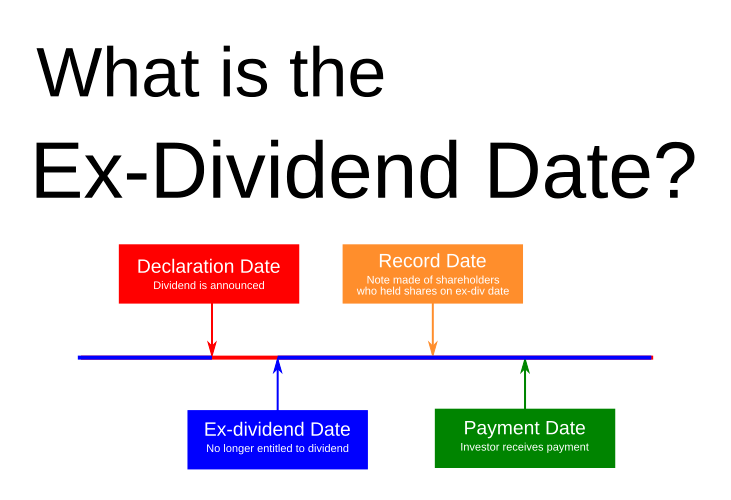 What is the
Ex-Dividend Date?
Declaration Date
Dividend is announced
Record Date
Note made of shareholders
who held shares on ex-div date
Ex-dividend Date
No longer entitled to dividend
Payment Date
Investor receives payment